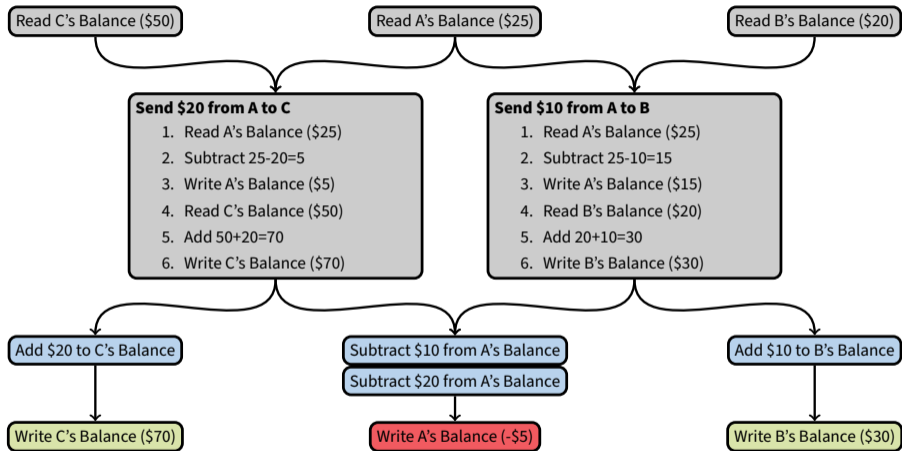 Read C's Balance ($50)
Read A's Balance ($25)
Read B's Balance ($20)
Send $20 from A to C
1. Read A's Balance ($25)
2. Subtract 25-20=5
3. Write A's Balance ($5)
4. Read C's Balance ($50)
5. Add 50+20=70
6. Write C's Balance ($70)
Send $10 from A to B
1. Read A's Balance ($25)
2. Subtract 25-10=15
3. Write A's Balance ($15)
4. Read B's Balance ($20)
5. Add 20+10=30
6. Write B's Balance ($30)
Add $20 to C's Balance
Subtract $10 from A's Balance
Subtract $20 from A's Balance
Add $10 to B's Balance
Write C's Balance ($70)
Write A's Balance (-$5)
Write B's Balance ($30)